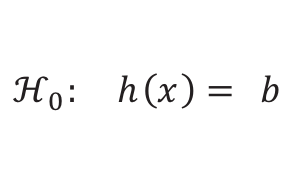 ℋ₀: h(x) = b